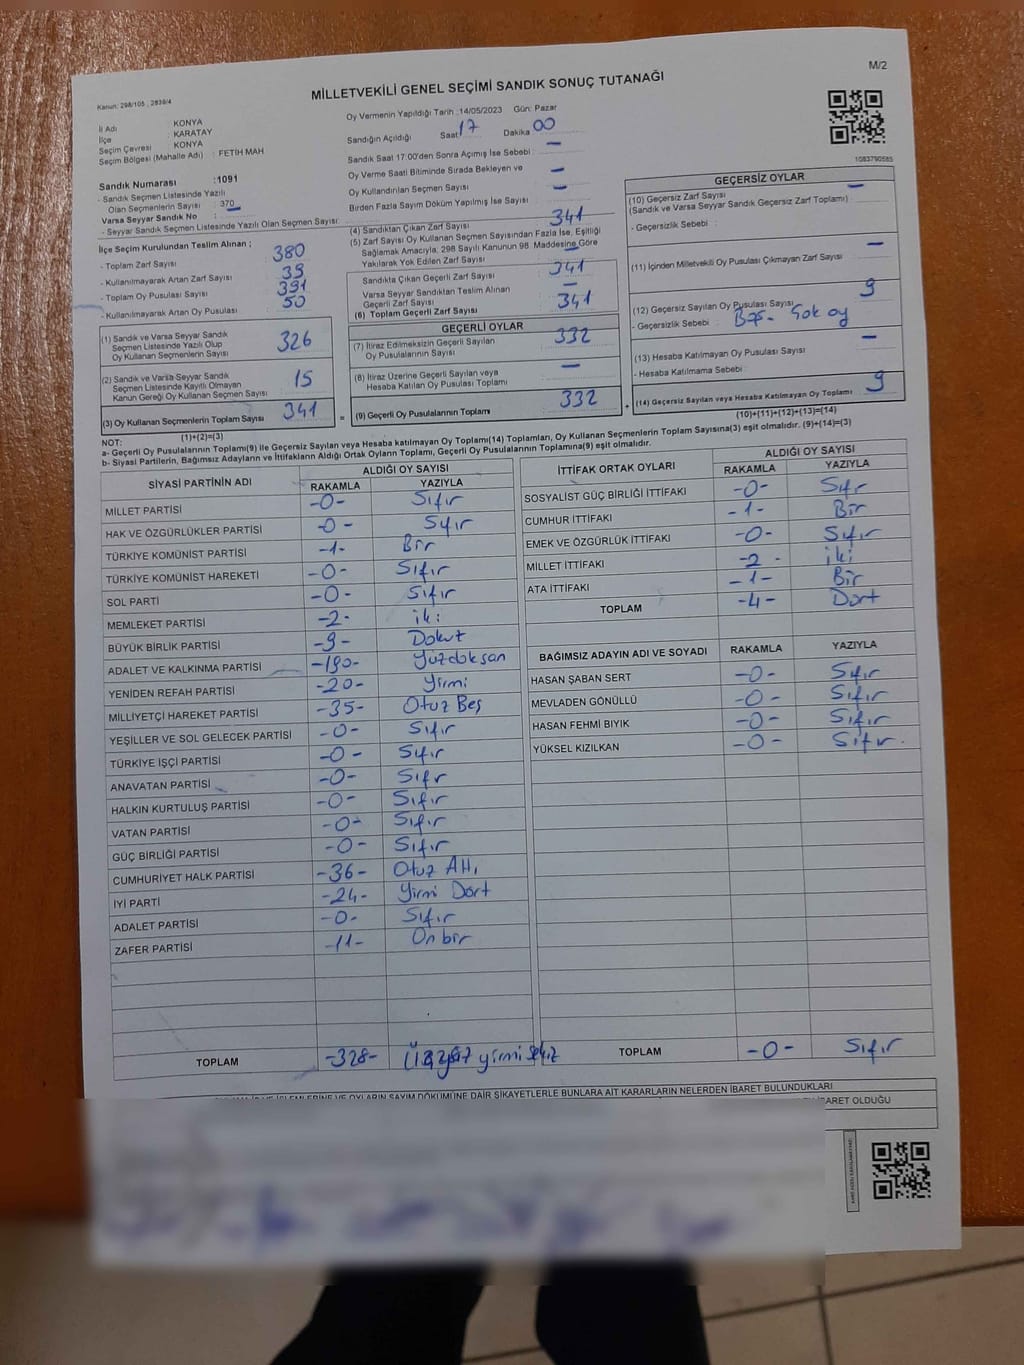 M/2
Kanun: 298/105 , 2839/4
MİLLETVEKİLİ GENEL SEÇİMİ SANDIK SONUÇ TUTANAĞI
İl Adı : KONYA
İlçe : KARATAY
Seçim Çevresi : KONYA
Seçim Bölgesi (Mahalle Adı) : FETİH MAH
Oy Vermenin Yapıldığı Tarih :14/05/2023 Gün: Pazar
Sandığın Açıldığı Saat 17 Dakika 00
Sandık Saat 17:00'den Sonra Açımış İse Sebebi : -
Oy Verme Saati Bitiminde Sırada Bekleyen ve -
Oy Kullandırılan Seçmen Sayısı -
Birden Fazla Sayım Döküm Yapılmış İse Sayısı :
1083790585
Sandık Numarası :1091
- Sandık Seçmen Listesinde Yazılı
Olan Seçmenlerin Sayısı : 370
Varsa Seyyar Sandık No :
- Seyyar Sandık Seçmen Listesinde Yazılı Olan Seçmen Sayısı:
İlçe Seçim Kurulundan Teslim Alınan ;
- Toplam Zarf Sayısı 380
- Kullanılmayarak Artan Zarf Sayısı 39
- Toplam Oy Pusulası Sayısı 391
- Kullanılmayarak Artan Oy Pusulası 50
(1) Sandık ve Varsa Seyyar Sandık
Seçmen Listesinde Yazılı Olup
Oy Kullanan Seçmenlerin Sayısı 326
(2) Sandık ve Varsa Seyyar Sandık
Seçmen Listesinde Kayıtlı Olmayan
Kanun Gereği Oy Kullanan Seçmen Sayısı 15
(3) Oy Kullanan Seçmenlerin Toplam Sayısı 341
(1)+(2)=(3)
(4) Sandıktan Çıkan Zarf Sayısı 341
(5) Zarf Sayısı Oy Kullanan Seçmen Sayısından Fazla İse, Eşitliği
Sağlamak Amacıyla, 298 Sayılı Kanunun 98. Maddesine Göre
Yakılarak Yok Edilen Zarf Sayısı -
Sandıkta Çıkan Geçerli Zarf Sayısı 341
Varsa Seyyar Sandıktan Teslim Alınan
Geçerli Zarf Sayısı -
(6) Toplam Geçerli Zarf Sayısı 341
GEÇERLİ OYLAR
(7) İtiraz Edilmeksizin Geçerli Sayılan
Oy Pusulalarının Sayısı 332
(8) İtiraz Üzerine Geçerli Sayılan veya
Hesaba Katılan Oy Pusulası Toplamı -
= (9) Geçerli Oy Pusulalarının Toplamı 332 +
GEÇERSİZ OYLAR
(10) Geçersiz Zarf Sayısı -
(Sandık ve Varsa Seyyar Sandık Geçersiz Zarf Toplamı)
- Geçersizlik Sebebi :
(11) İçinden Milletvekili Oy Pusulası Çıkmayan Zarf Sayısı -
(12) Geçersiz Sayılan Oy Pusulası Sayısı 9
- Geçersizlik Sebebi : Boş - Çok oy
(13) Hesaba Katılmayan Oy Pusulası Sayısı -
- Hesaba Katılmama Sebebi :
(14) Geçersiz Sayılan veya Hesaba Katılmayan Oy Toplamı 9
(10)+(11)+(12)+(13)=(14)
NOT:
a- Geçerli Oy Pusulalarının Toplamı(9) ile Geçersiz Sayılan veya Hesaba katılmayan Oy Toplamı(14) Toplamları, Oy Kullanan Seçmenlerin Toplam Sayısına(3) eşit olmalıdır. (9)+(14)=(3)
b- Siyasi Partilerin, Bağımsız Adayların ve İttifakların Aldığı Ortak Oyların Toplamı, Geçerli Oy Pusulalarının Toplamına(9) eşit olmalıdır.
SİYASİ PARTİNİN ADI ALDIĞI OY SAYISI
RAKAMLA YAZIYLA
MİLLET PARTİSİ -0- Sıfır
HAK VE ÖZGÜRLÜKLER PARTİSİ -0- Sıfır
TÜRKİYE KOMÜNİST PARTİSİ -1- Bir
TÜRKİYE KOMÜNİST HAREKETİ -0- Sıfır
SOL PARTİ -0- Sıfır
MEMLEKET PARTİSİ -2- iki
BÜYÜK BİRLİK PARTİSİ -9- Dokuz
ADALET VE KALKINMA PARTİSİ -190- Yüzdoksan
YENİDEN REFAH PARTİSİ -20- Yirmi
MİLLİYETÇİ HAREKET PARTİSİ -35- Otuz Beş
YEŞİLLER VE SOL GELECEK PARTİSİ -0- Sıfır
TÜRKİYE İŞÇİ PARTİSİ -0- Sıfır
ANAVATAN PARTİSİ -0- Sıfır
HALKIN KURTULUŞ PARTİSİ -0- Sıfır
VATAN PARTİSİ -0- Sıfır
GÜÇ BİRLİĞİ PARTİSİ -0- Sıfır
CUMHURİYET HALK PARTİSİ -36- Otuz Altı
İYİ PARTİ -24- Yirmi Dört
ADALET PARTİSİ -0- Sıfır
ZAFER PARTİSİ -11- Onbir
TOPLAM -328- yirmi sekiz
İTTİFAK ORTAK OYLARI ALDIĞI OY SAYISI
RAKAMLA YAZIYLA
SOSYALİST GÜÇ BİRLİĞİ İTTİFAKI -0- Sıfır
CUMHUR İTTİFAKI -1- Bir
EMEK VE ÖZGÜRLÜK İTTİFAKI -0- Sıfır
MİLLET İTTİFAKI -2- iki
ATA İTTİFAKI -1- Bir
TOPLAM -4- Dört
BAĞIMSIZ ADAYIN ADI VE SOYADI RAKAMLA YAZIYLA
HASAN ŞABAN SERT -0- Sıfır
MEVLADEN GÖNÜLLÜ -0- Sıfır
HASAN FEHMİ BIYIK -0- Sıfır
YÜKSEL KIZILKAN -0- Sıfır.
TOPLAM -0- Sıfır
VE OYLARIN SAYIM DÖKÜMÜNE DAİR ŞİKAYETLERLE BUNLARA AİT KARARLARIN NELERDEN İBARET BULUNDUKLARI
İBARET OLDUĞU